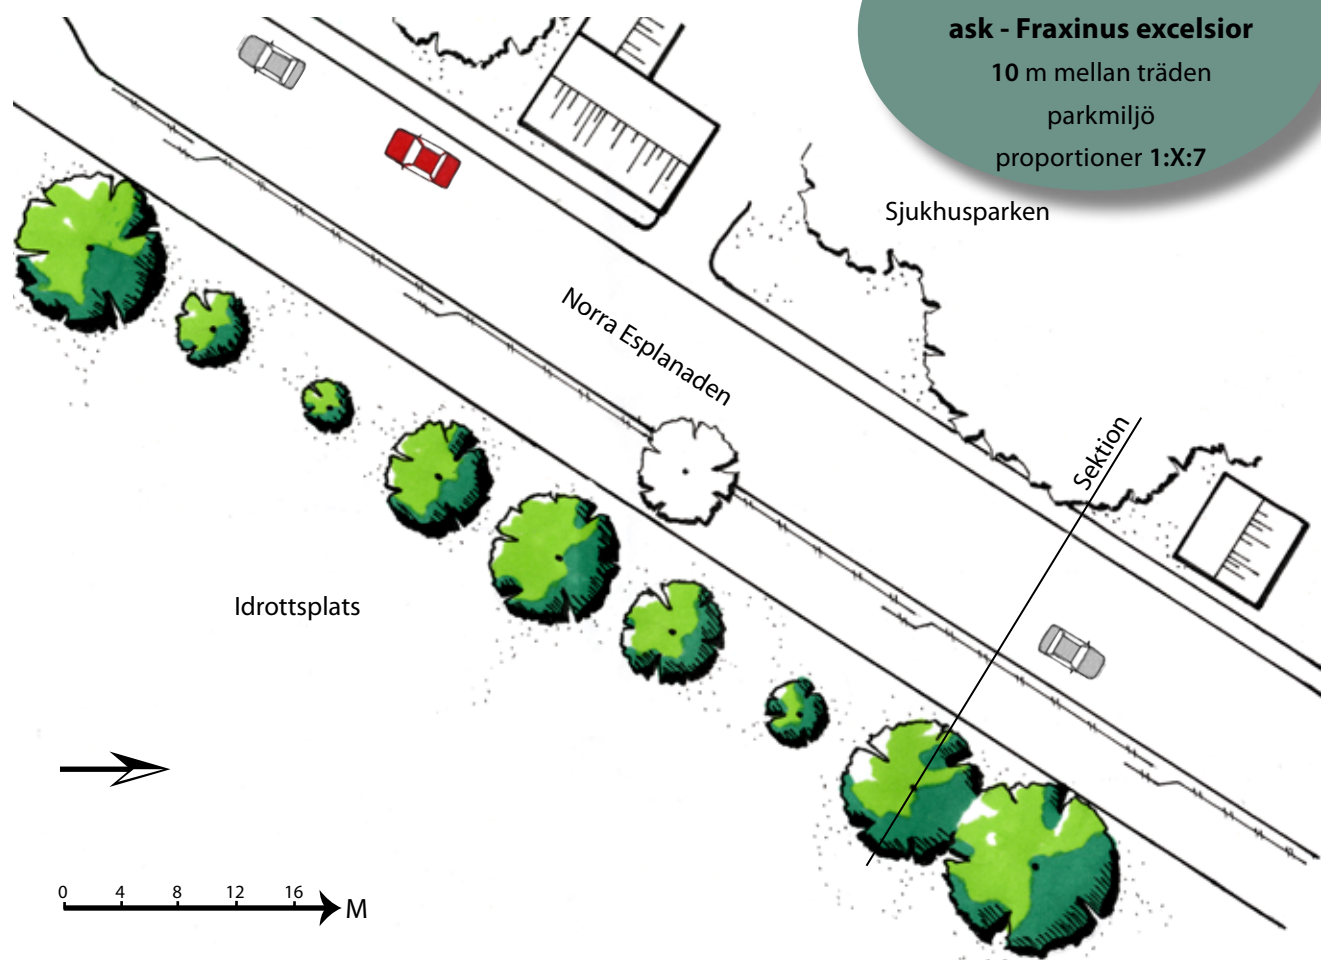 ask - Fraxinus excelsior
10 m mellan träden
parkmiljö
proportioner 1:X:7
Sjukhusparken
Norra Esplanaden
Sektion
Idrottsplats
0 4 8 12 16 M